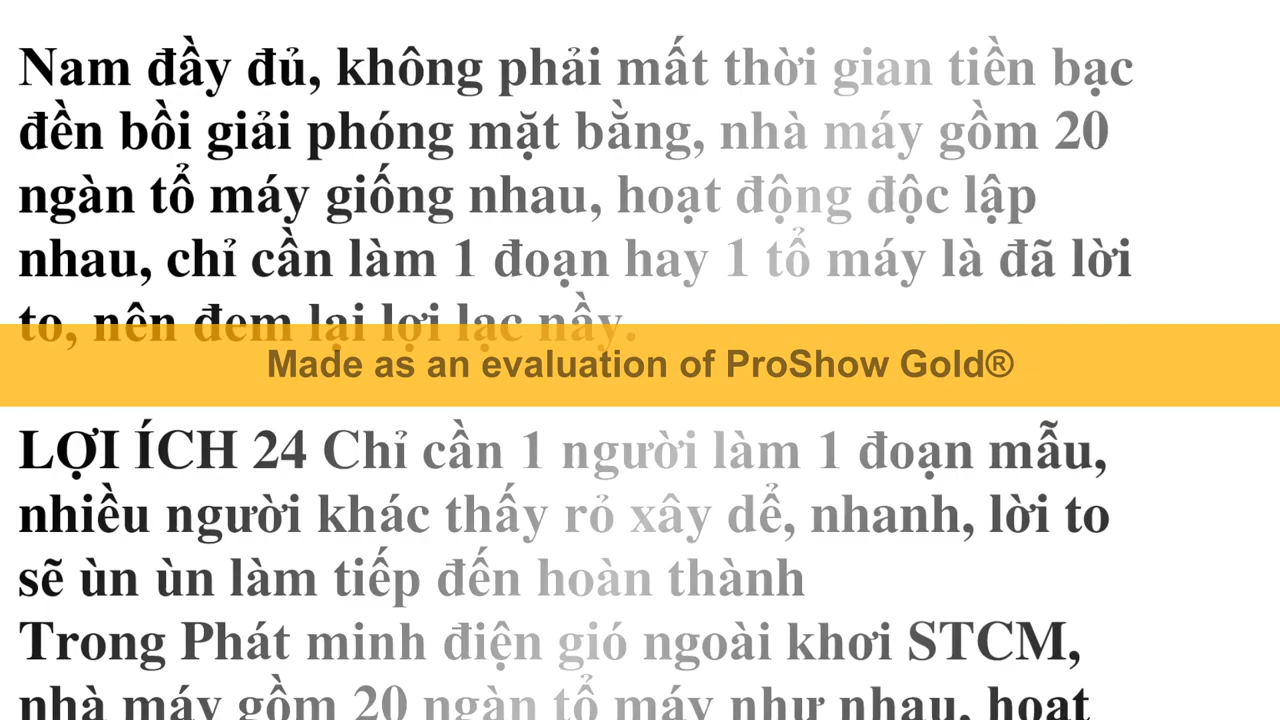 Nam đầy đủ, không phải mất thời gian tiền bạc
đền bồi giải phóng mặt bằng, nhà máy gồm 20
ngàn tổ máy giống nhau, hoạt động độc lập
nhau, chỉ cần làm 1 đoạn hay 1 tổ máy là đã lời
to, nên đem lại lợi lạc nầy.
Made as an evaluation of ProShow Gold®
LỢI ÍCH 24 Chỉ cần 1 người làm 1 đoạn mẫu,
nhiều người khác thấy rỏ xây dể, nhanh, lời to
sẽ ùn ùn làm tiếp đến hoàn thành
Trong Phát minh điện gió ngoài khơi STCM,
nhà máy gồm 20 ngàn tổ máy như nhau, hoạt